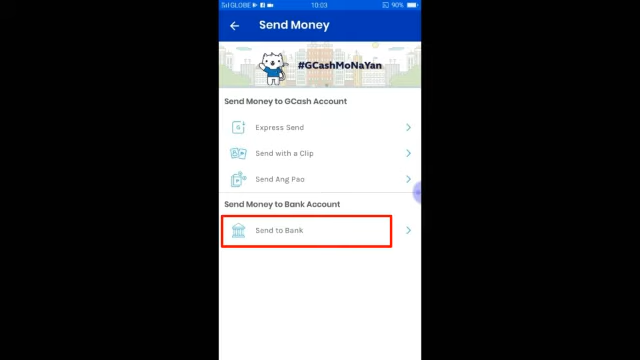 GLOBE 10:03 90%
Send Money
#GCashMoNaYan
Send Money to GCash Account
Express Send
Send with a Clip
Send Ang Pao
Send Money to Bank Account
Send to Bank